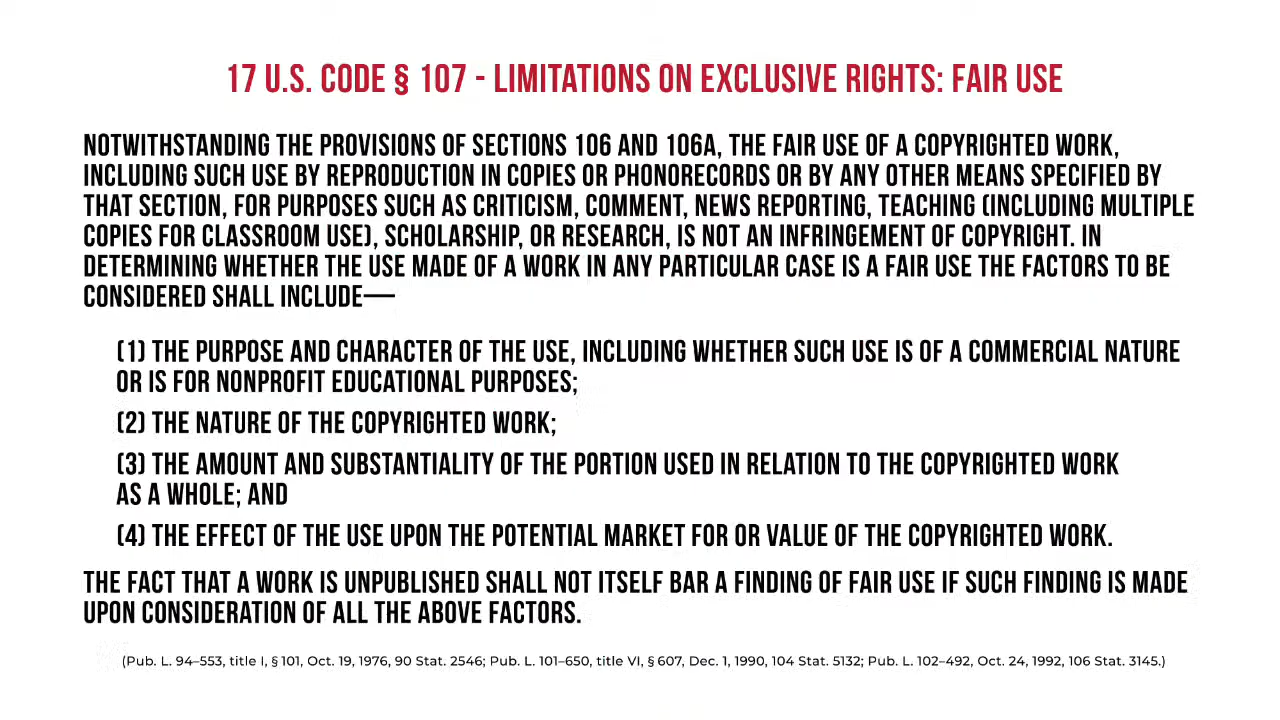 17 U.S. CODE § 107 - LIMITATIONS ON EXCLUSIVE RIGHTS: FAIR USE
NOTWITHSTANDING THE PROVISIONS OF SECTIONS 106 AND 106A, THE FAIR USE OF A COPYRIGHTED WORK,
INCLUDING SUCH USE BY REPRODUCTION IN COPIES OR PHONORECORDS OR BY ANY OTHER MEANS SPECIFIED BY
THAT SECTION, FOR PURPOSES SUCH AS CRITICISM, COMMENT, NEWS REPORTING, TEACHING (INCLUDING MULTIPLE
COPIES FOR CLASSROOM USE), SCHOLARSHIP, OR RESEARCH, IS NOT AN INFRINGEMENT OF COPYRIGHT. IN
DETERMINING WHETHER THE USE MADE OF A WORK IN ANY PARTICULAR CASE IS A FAIR USE THE FACTORS TO BE
CONSIDERED SHALL INCLUDE—
(1) THE PURPOSE AND CHARACTER OF THE USE, INCLUDING WHETHER SUCH USE IS OF A COMMERCIAL NATURE
OR IS FOR NONPROFIT EDUCATIONAL PURPOSES;
(2) THE NATURE OF THE COPYRIGHTED WORK;
(3) THE AMOUNT AND SUBSTANTIALITY OF THE PORTION USED IN RELATION TO THE COPYRIGHTED WORK
AS A WHOLE; AND
(4) THE EFFECT OF THE USE UPON THE POTENTIAL MARKET FOR OR VALUE OF THE COPYRIGHTED WORK.
THE FACT THAT A WORK IS UNPUBLISHED SHALL NOT ITSELF BAR A FINDING OF FAIR USE IF SUCH FINDING IS MADE
UPON CONSIDERATION OF ALL THE ABOVE FACTORS.
(Pub. L. 94–553, title I, § 101, Oct. 19, 1976, 90 Stat. 2546; Pub. L. 101–650, title VI, § 607, Dec. 1, 1990, 104 Stat. 5132; Pub. L. 102–492, Oct. 24, 1992, 106 Stat. 3145.)